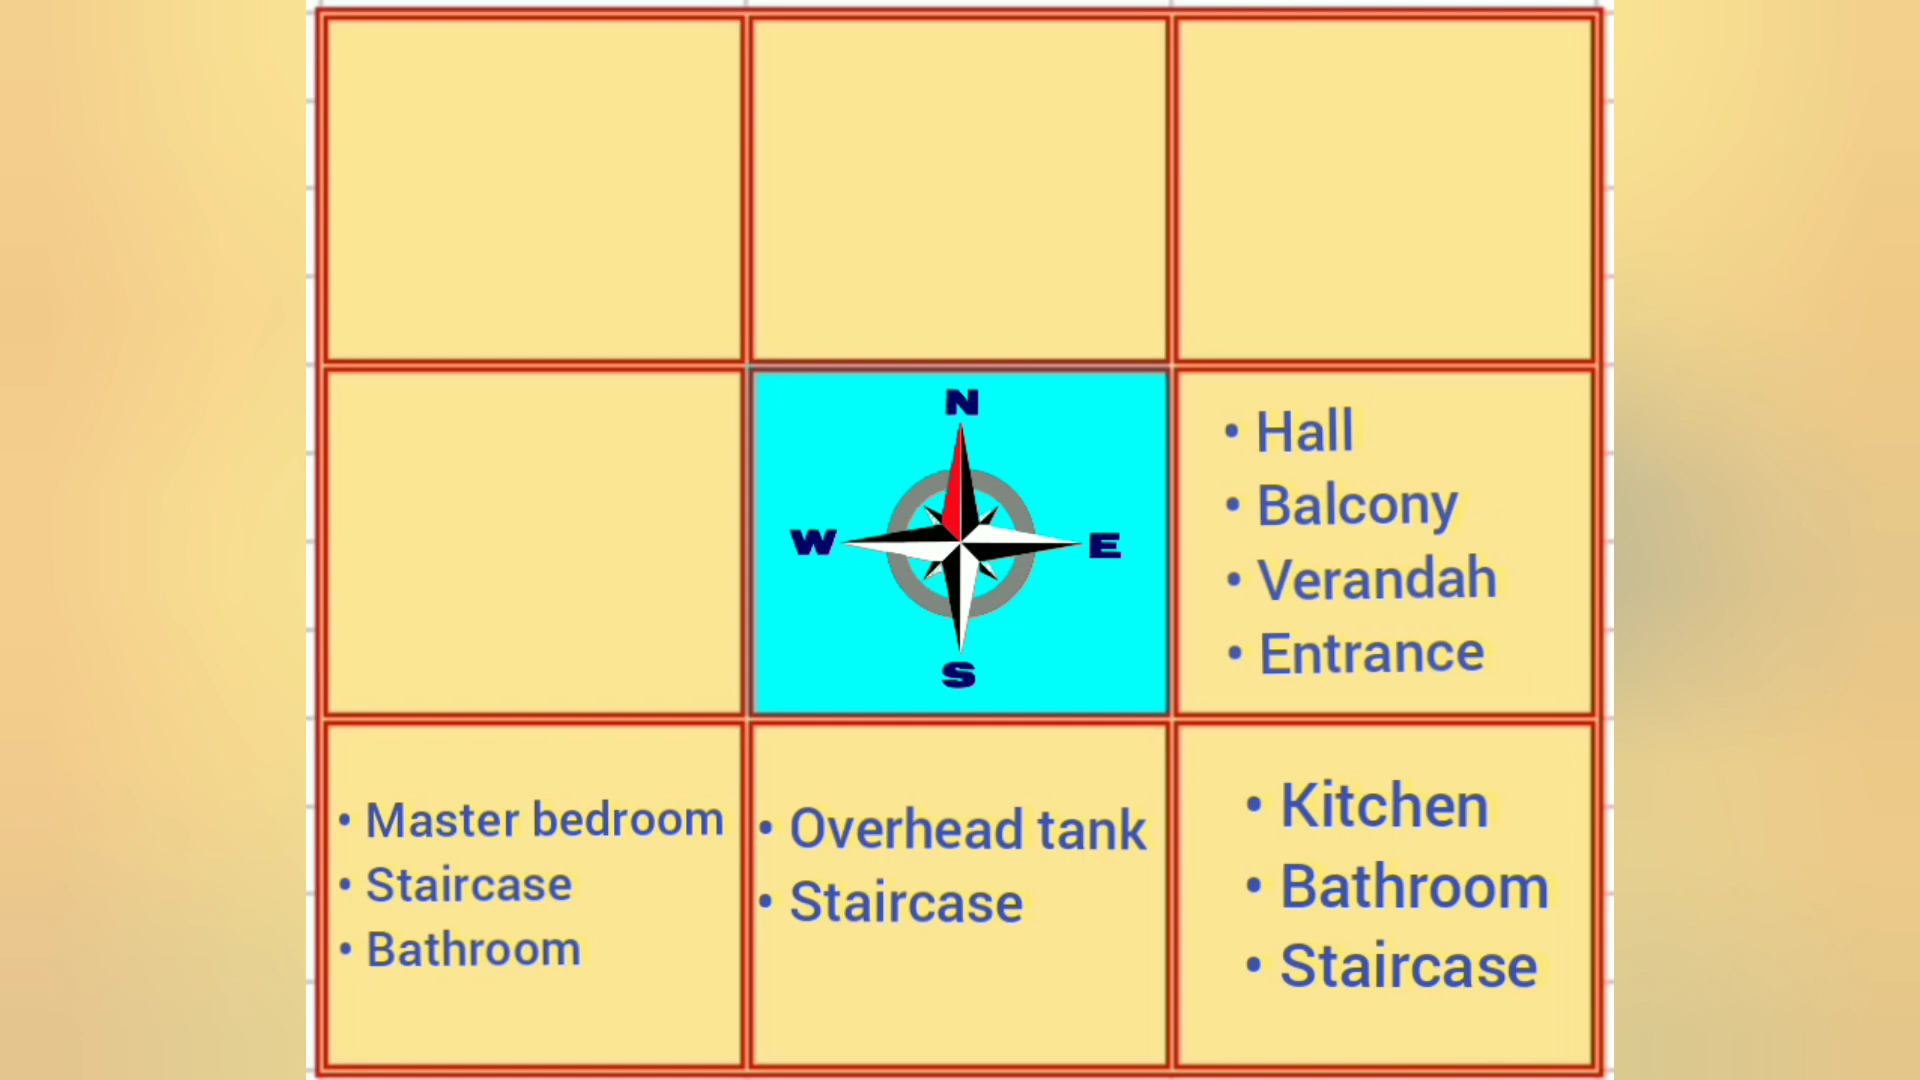 N
W E
S
• Hall
• Balcony
• Verandah
• Entrance
• Master bedroom
• Staircase
• Bathroom
• Overhead tank
• Staircase
• Kitchen
• Bathroom
• Staircase